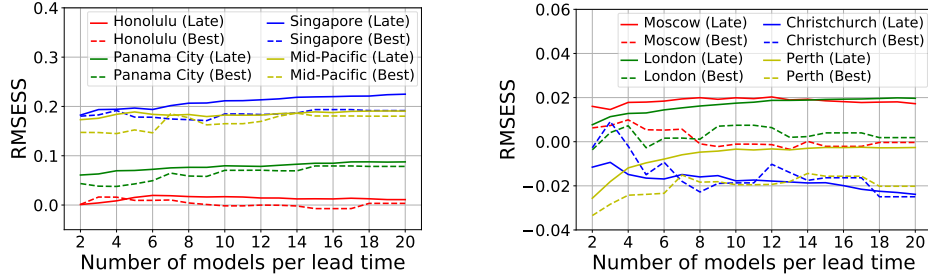 0.4
0.3
0.2
0.1
0.0
RMSESS
Honolulu (Late)
Honolulu (Best)
Panama City (Late)
Panama City (Best)
Singapore (Late)
Singapore (Best)
Mid-Pacific (Late)
Mid-Pacific (Best)
2 4 6 8 10 12 14 16 18 20
Number of models per lead time
0.06
0.04
0.02
0.00
−0.02
−0.04
RMSESS
Moscow (Late)
Moscow (Best)
London (Late)
London (Best)
Christchurch (Late)
Christchurch (Best)
Perth (Late)
Perth (Best)
2 4 6 8 10 12 14 16 18 20
Number of models per lead time